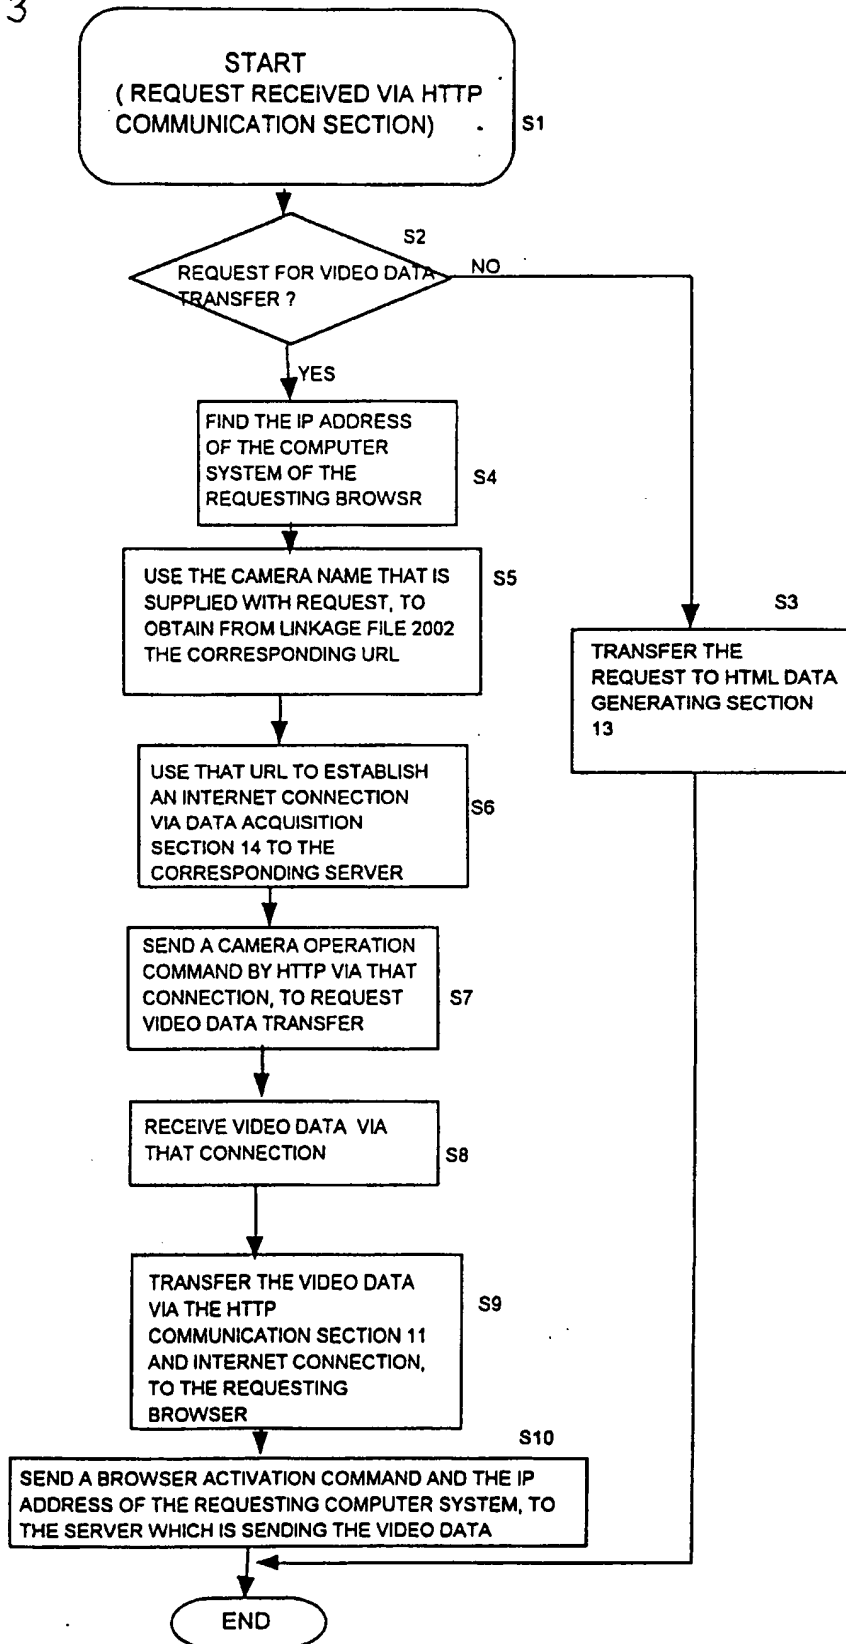 3
START
( REQUEST RECEIVED VIA HTTP
COMMUNICATION SECTION)
S1
S2
REQUEST FOR VIDEO DATA
TRANSFER ?
NO
YES
FIND THE IP ADDRESS
OF THE COMPUTER
SYSTEM OF THE
REQUESTING BROWSR
S4
USE THE CAMERA NAME THAT IS
SUPPLIED WITH REQUEST, TO
OBTAIN FROM LINKAGE FILE 2002
THE CORRESPONDING URL
S5
S3
TRANSFER THE
REQUEST TO HTML DATA
GENERATING SECTION
13
USE THAT URL TO ESTABLISH
AN INTERNET CONNECTION
VIA DATA ACQUISITION
SECTION 14 TO THE
CORRESPONDING SERVER
S6
SEND A CAMERA OPERATION
COMMAND BY HTTP VIA THAT
CONNECTION, TO REQUEST
VIDEO DATA TRANSFER
S7
RECEIVE VIDEO DATA VIA
THAT CONNECTION
S8
TRANSFER THE VIDEO DATA
VIA THE HTTP
COMMUNICATION SECTION 11
AND INTERNET CONNECTION,
TO THE REQUESTING
BROWSER
S9
S10
SEND A BROWSER ACTIVATION COMMAND AND THE IP
ADDRESS OF THE REQUESTING COMPUTER SYSTEM, TO
THE SERVER WHICH IS SENDING THE VIDEO DATA
END